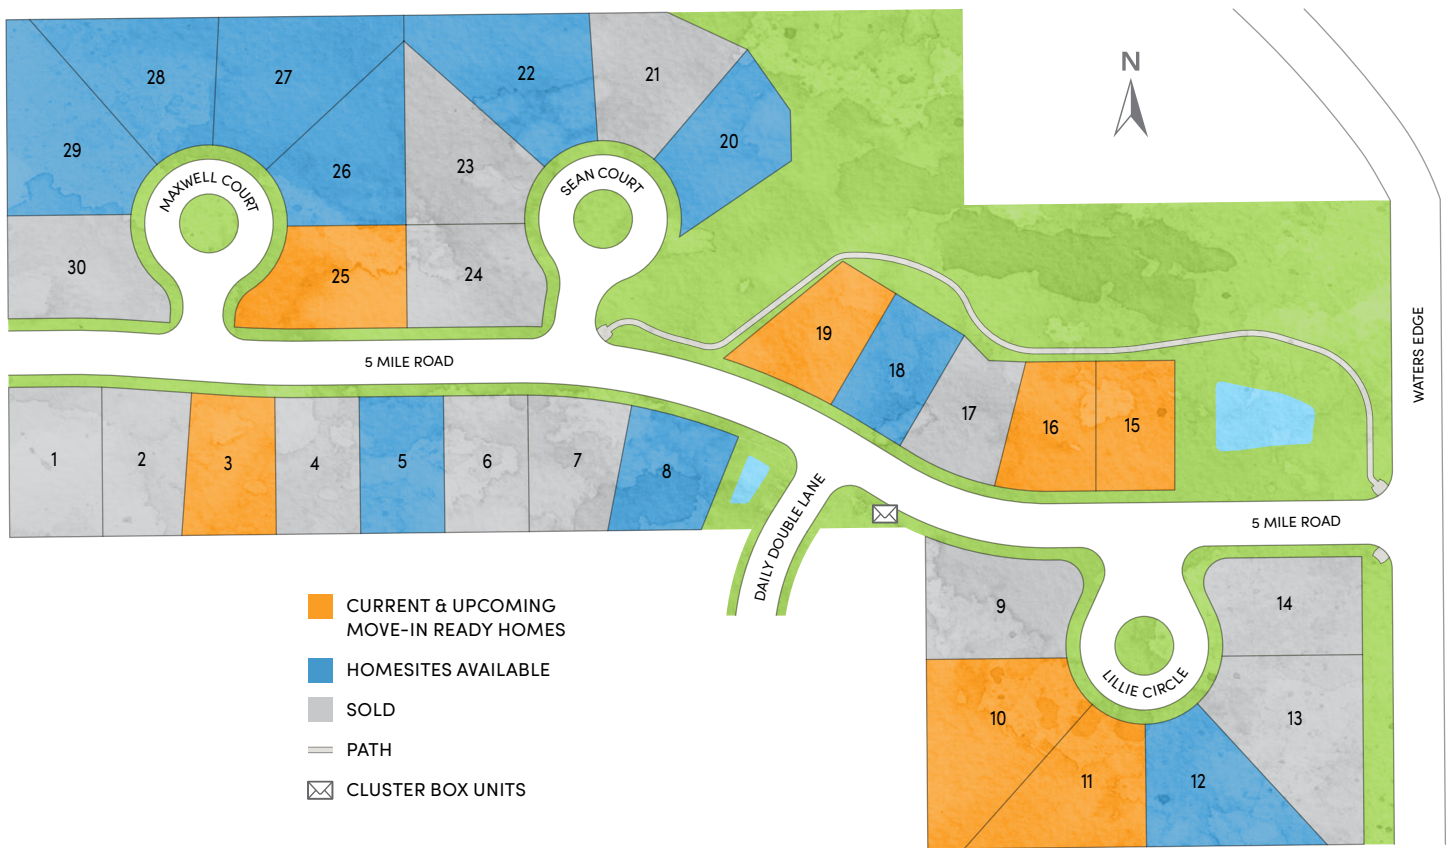 N
28
27
22
21
20
29
26
23
MAXWELL COURT
SEAN COURT
30
25
24
19
18
17
16
15
5 MILE ROAD
WATERS EDGE
1
2
3
4
5
6
7
8
DAILY DOUBLE LANE
5 MILE ROAD
9
14
LILLIE CIRCLE
10
13
11
12
CURRENT & UPCOMING
MOVE-IN READY HOMES
HOMESITES AVAILABLE
SOLD
PATH
CLUSTER BOX UNITS